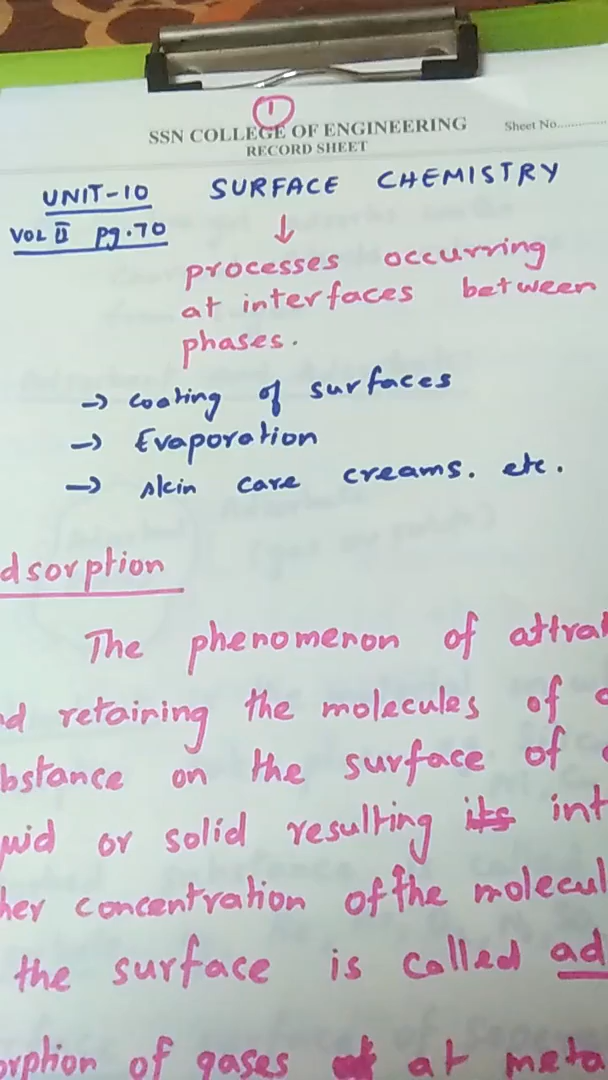 1
SSN COLLEGE OF ENGINEERING Sheet No.............
RECORD SHEET
UNIT-10 SURFACE CHEMISTRY
VOL II pg.70
↓
processes occurring
at interfaces between
phases.
→ Coating of surfaces
→ Evaporation
→ skin care creams. etc.
dsorption
The phenomenon of attra
nd retaining the molecules of
bstance on the surface of
uid or solid resulting its int
her concentration of the molecul
the surface is called ad
orption of gases at meta